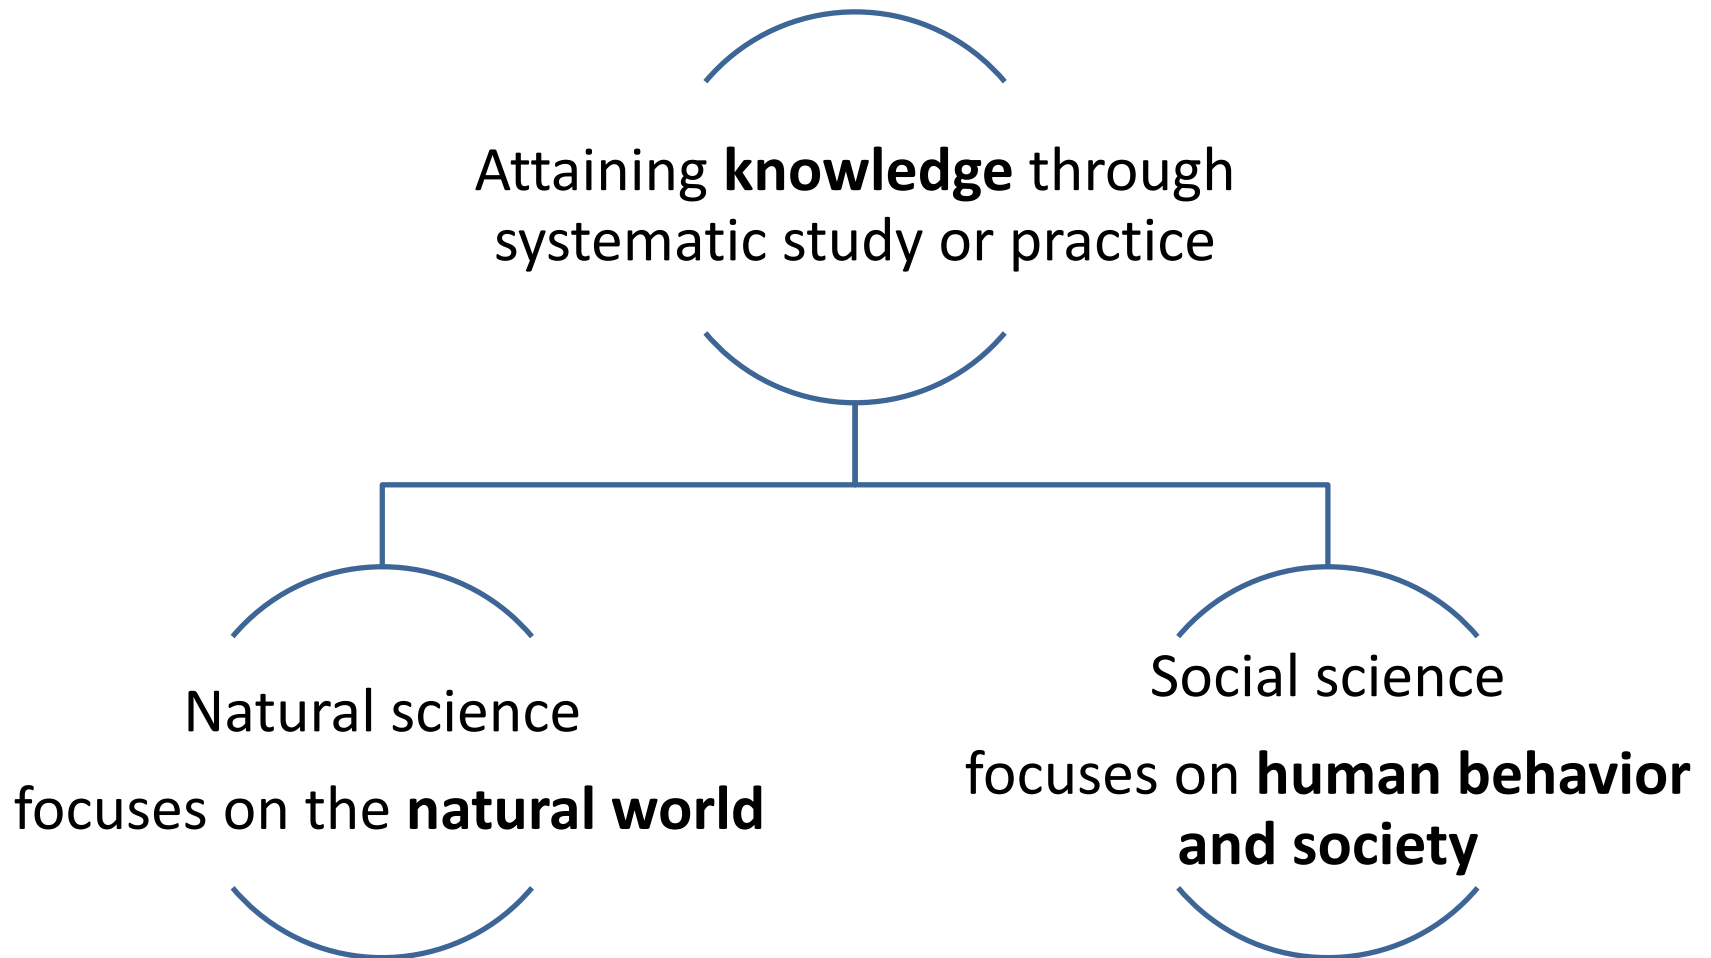 Attaining knowledge through
systematic study or practice
Natural science
focuses on the natural world
Social science
focuses on human behavior
and society